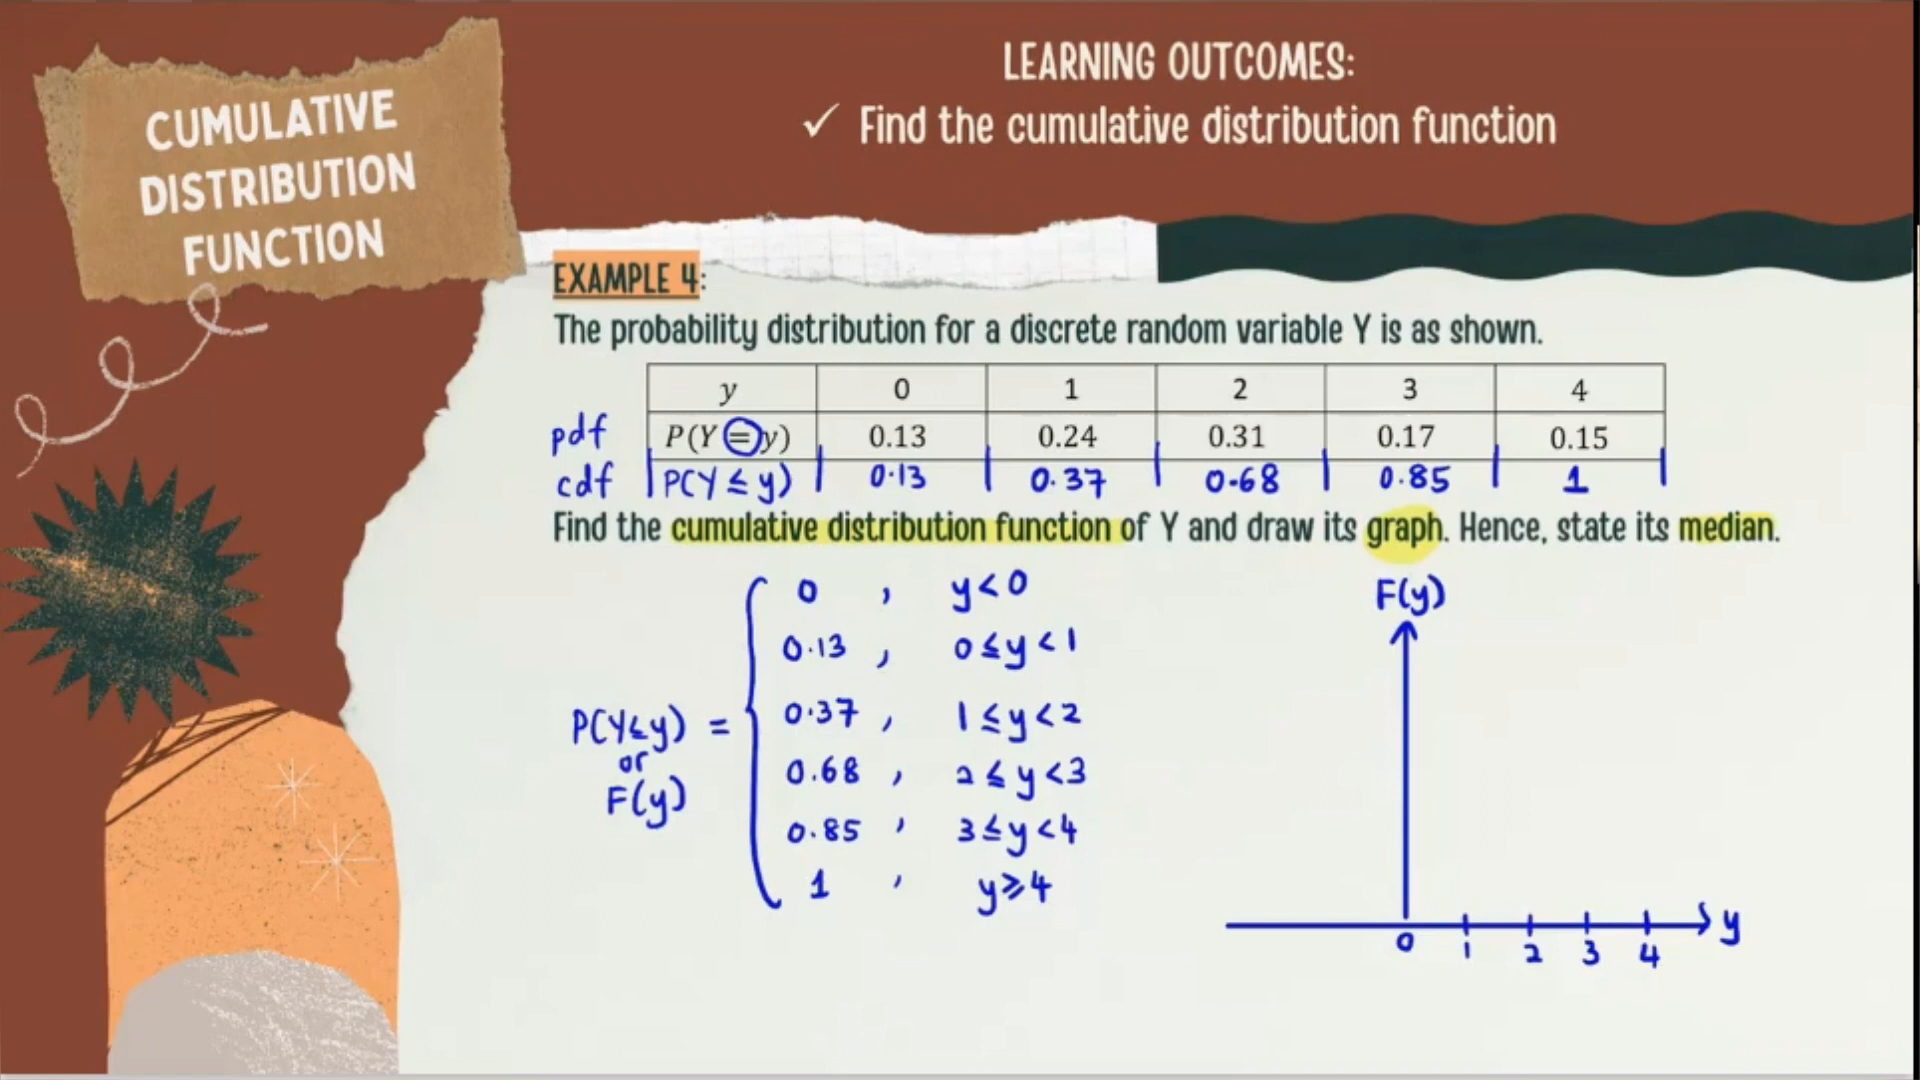 CUMULATIVE
DISTRIBUTION
FUNCTION
LEARNING OUTCOMES:
✓ Find the cumulative distribution function
EXAMPLE 4:
The probability distribution for a discrete random variable Y is as shown.
y 0 1 2 3 4
pdf P(Y = y) 0.13 0.24 0.31 0.17 0.15
cdf P(Y ≤ y) 0.13 0.37 0.68 0.85 1
Find the cumulative distribution function of Y and draw its graph. Hence, state its median.
0 , y < 0
0.13 , 0 ≤ y < 1
0.37 , 1 ≤ y < 2
P(Y ≤ y) =
or
F(y)
0.68 , 2 ≤ y < 3
0.85 , 3 ≤ y < 4
1 , y ≥ 4
F(y)
y
0 1 2 3 4